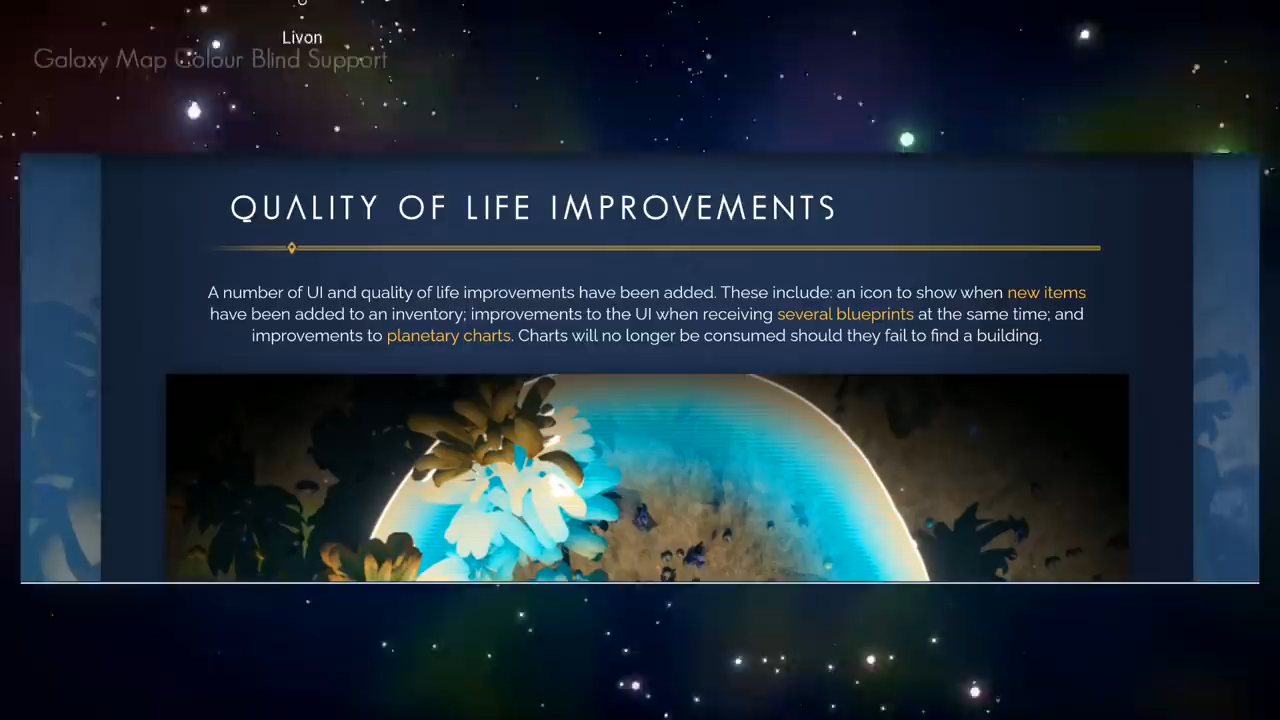 Livon
Galaxy Map Colour Blind Support
QUALITY OF LIFE IMPROVEMENTS
A number of UI and quality of life improvements have been added. These include: an icon to show when new items
have been added to an inventory; improvements to the UI when receiving several blueprints at the same time; and
improvements to planetary charts. Charts will no longer be consumed should they fail to find a building.